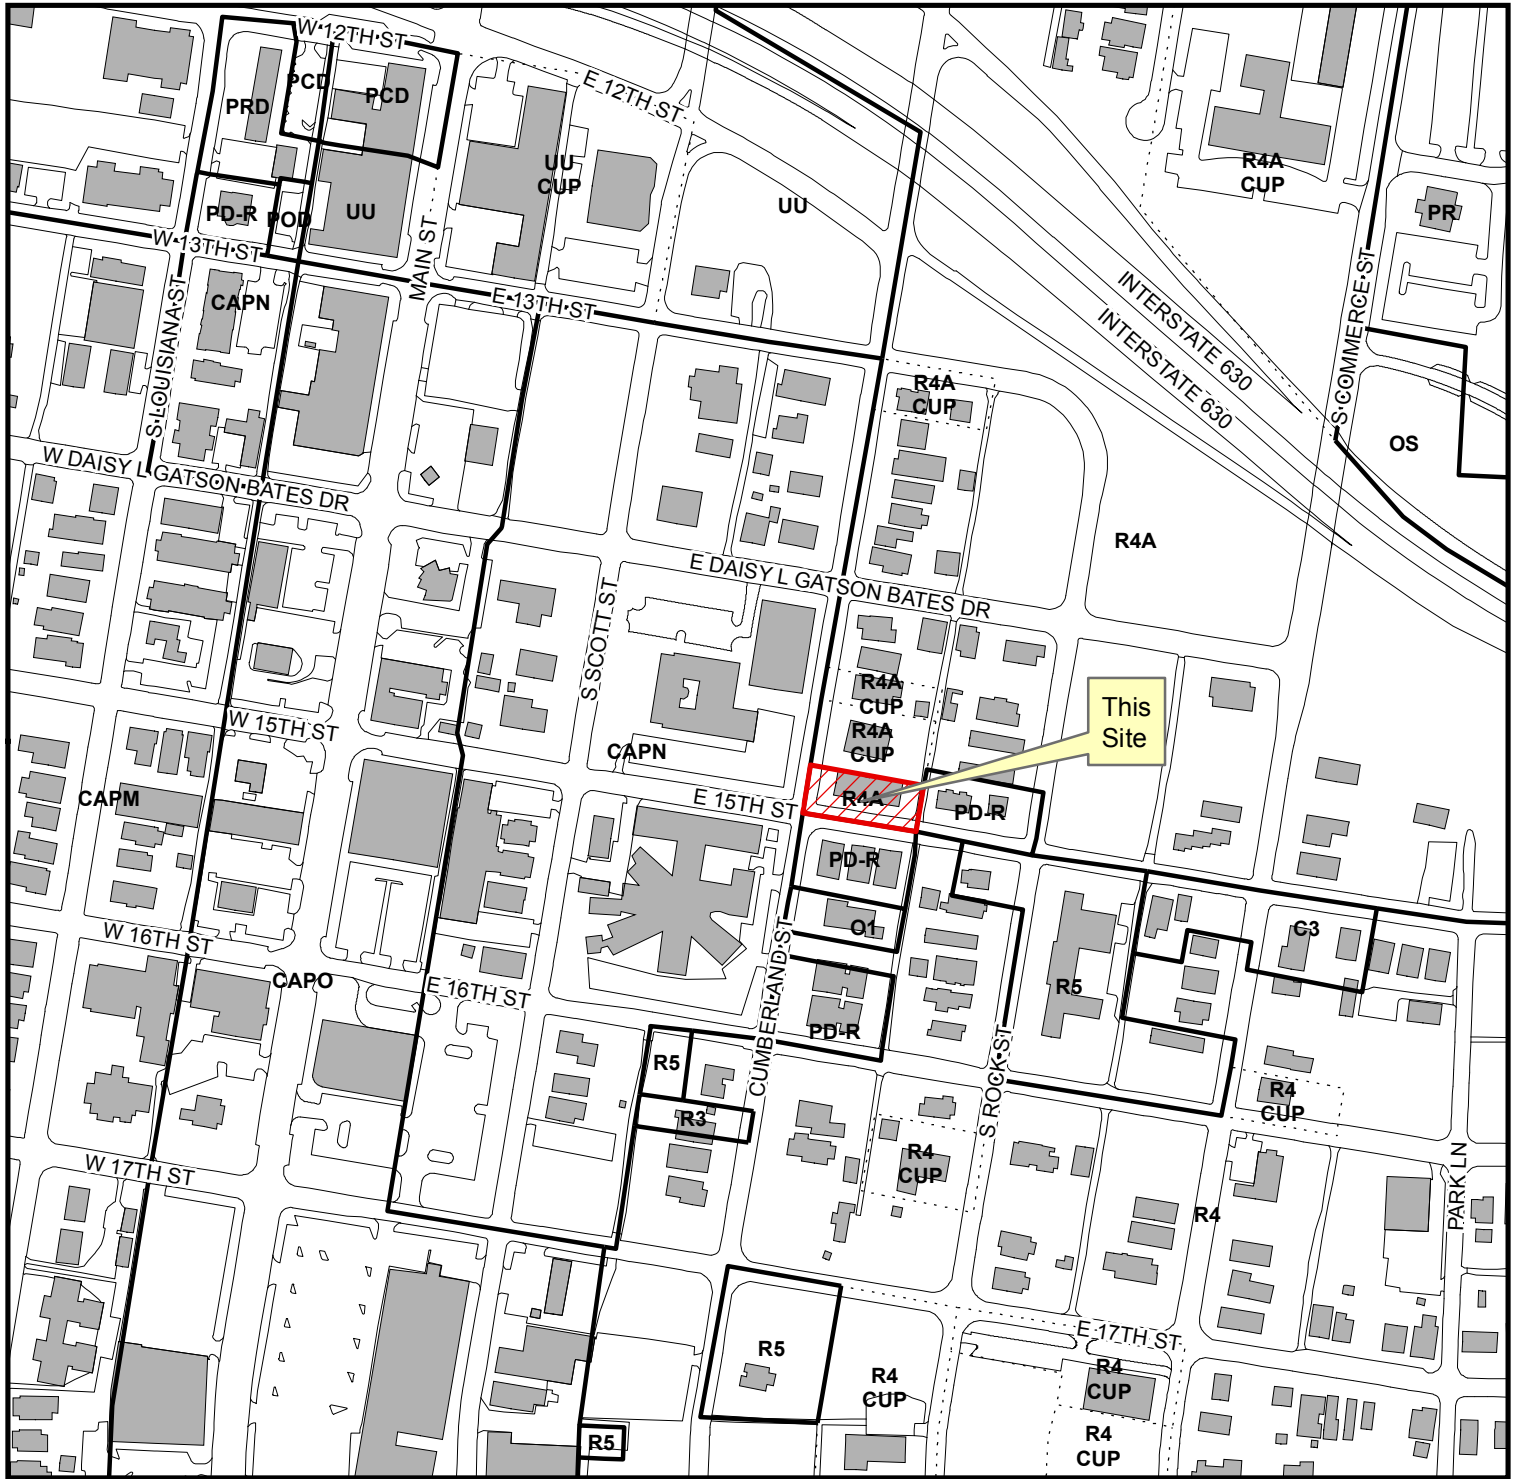 W 12TH ST
PCD
PCD
PRD
E 12TH ST
UU
CUP
R4A
CUP
UU
PD-R
POD
UU
PR
W 13TH ST
MAIN ST
S LOUISIANA ST
CAPN
E 13TH ST
INTERSTATE 630
INTERSTATE 630
S COMMERCE ST
R4A
CUP
OS
W DAISY L GATSON BATES DR
R4A
E DAISY L GATSON BATES DR
S SCOTT ST
R4A
CUP
R4A
CUP
This
Site
W 15TH ST
CAPN
CAPM
E 15TH ST
R4A
PD-R
PD-R
O1
C3
W 16TH ST
CAPO
E 16TH ST
CUMBERLAND ST
R5
PD-R
S ROCK ST
R5
R3
R4
CUP
R4
CUP
W 17TH ST
PARK LN
R4
E 17TH ST
R5
R4
CUP
R4
CUP
R4
CUP
R5